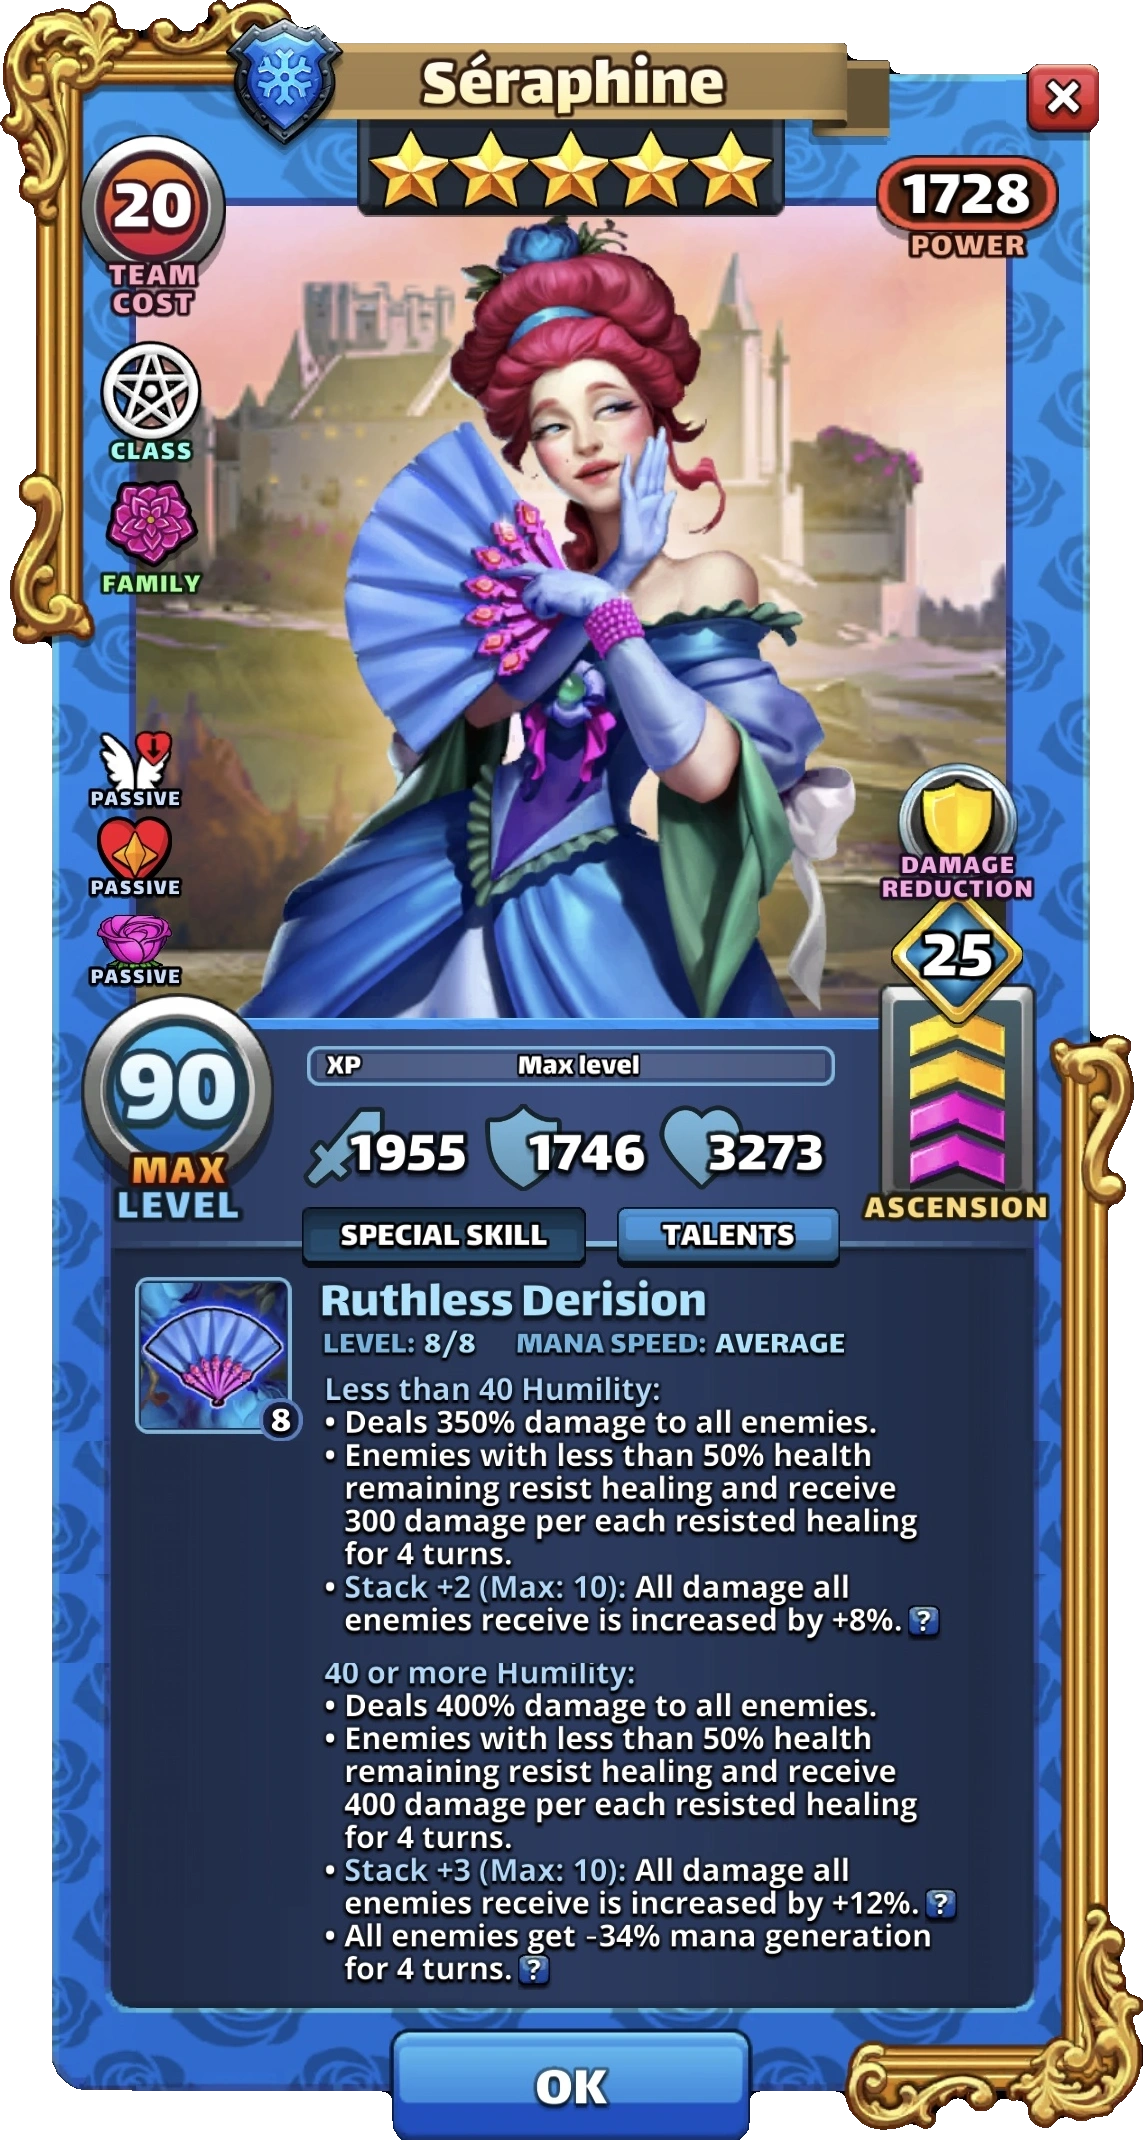 Séraphine
20
TEAM
COST
1728
POWER
CLASS
FAMILY
PASSIVE
PASSIVE
PASSIVE
DAMAGE
REDUCTION
25
90
MAX
LEVEL
XP Max level
1955 1746 3273
ASCENSION
SPECIAL SKILL TALENTS
Ruthless Derision
LEVEL: 8/8 MANA SPEED: AVERAGE
8
Less than 40 Humility:
• Deals 350% damage to all enemies.
• Enemies with less than 50% health
remaining resist healing and receive
300 damage per each resisted healing
for 4 turns.
• Stack +2 (Max: 10): All damage all
enemies receive is increased by +8%. ?
40 or more Humility:
• Deals 400% damage to all enemies.
• Enemies with less than 50% health
remaining resist healing and receive
400 damage per each resisted healing
for 4 turns.
• Stack +3 (Max: 10): All damage all
enemies receive is increased by +12%. ?
• All enemies get -34% mana generation
for 4 turns. ?
OK